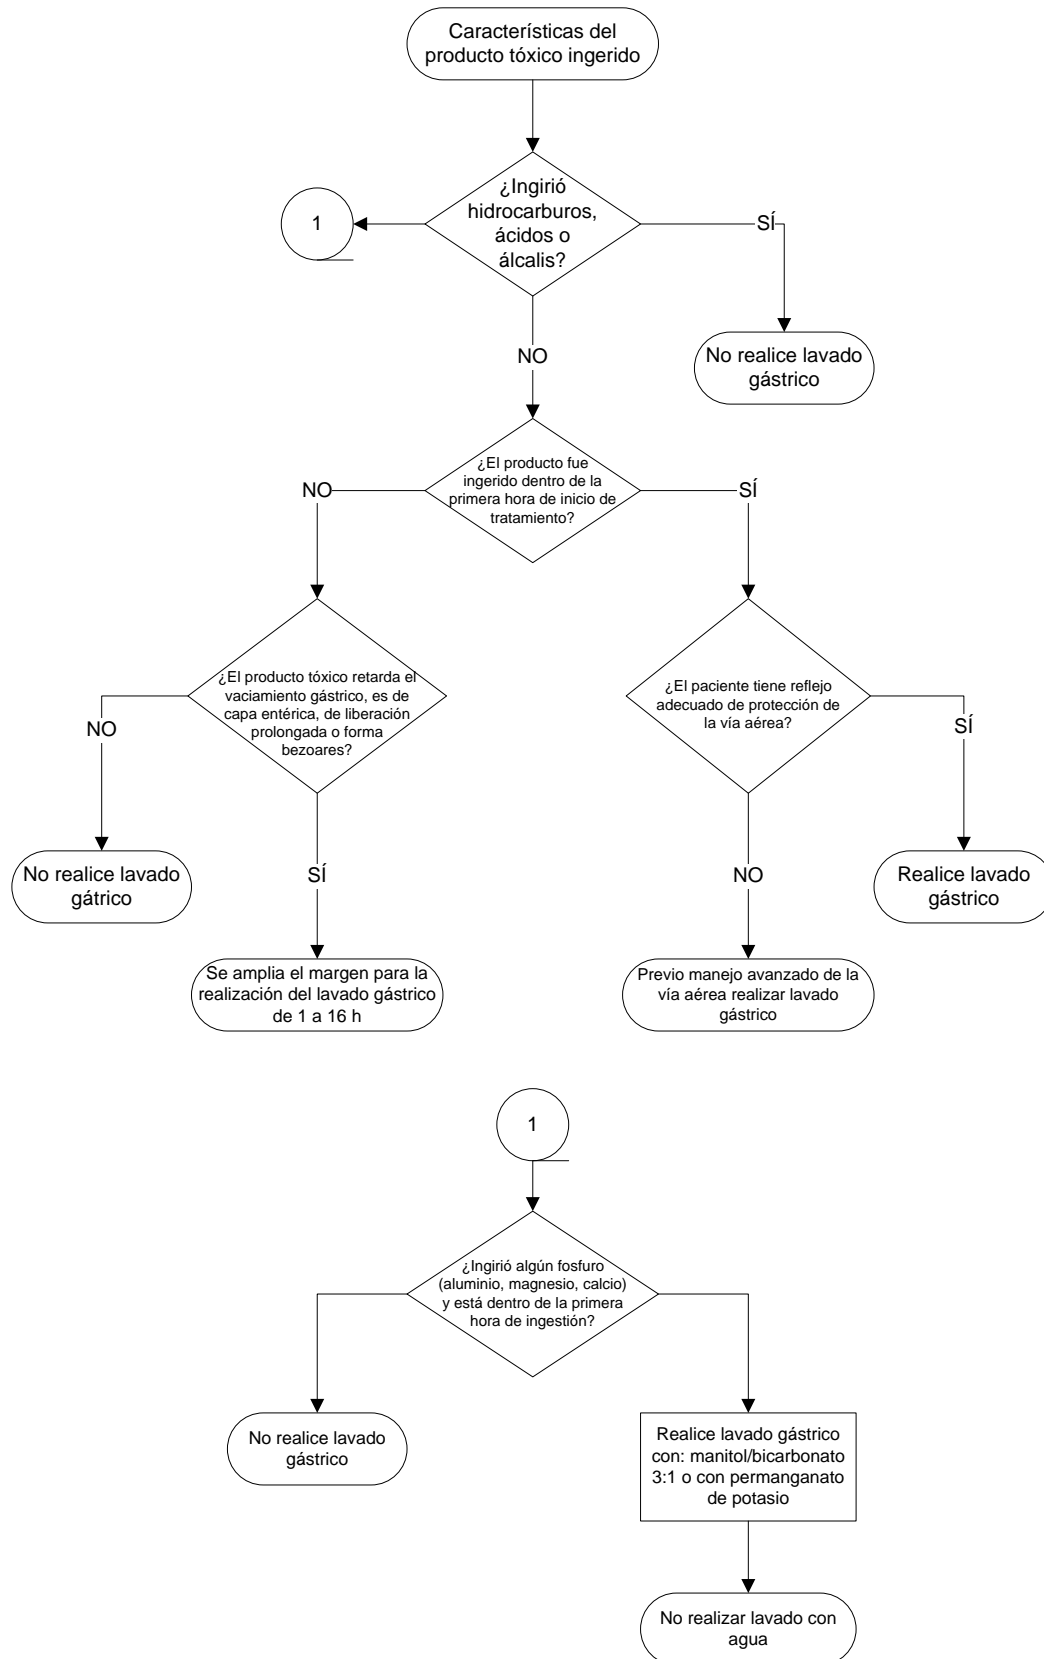 Características del
producto tóxico ingerido
¿Ingirió
hidrocarburos,
ácidos o
álcalis?
1
SÍ
NO
No realice lavado
gástrico
¿El producto fue
ingerido dentro de la
primera hora de inicio de
tratamiento?
NO
SÍ
¿El producto tóxico retarda el
vaciamiento gástrico, es de
capa entérica, de liberación
prolongada o forma
bezoares?
¿El paciente tiene reflejo
adecuado de protección de
la vía aérea?
NO
SÍ
No realice lavado
gátrico
SÍ
NO
Realice lavado
gástrico
Se amplia el margen para la
realización del lavado gástrico
de 1 a 16 h
Previo manejo avanzado de la
vía aérea realizar lavado
gástrico
1
¿Ingirió algún fosfuro
(aluminio, magnesio, calcio)
y está dentro de la primera
hora de ingestión?
No realice lavado
gástrico
Realice lavado gástrico
con: manitol/bicarbonato
3:1 o con permanganato
de potasio
No realizar lavado con
agua